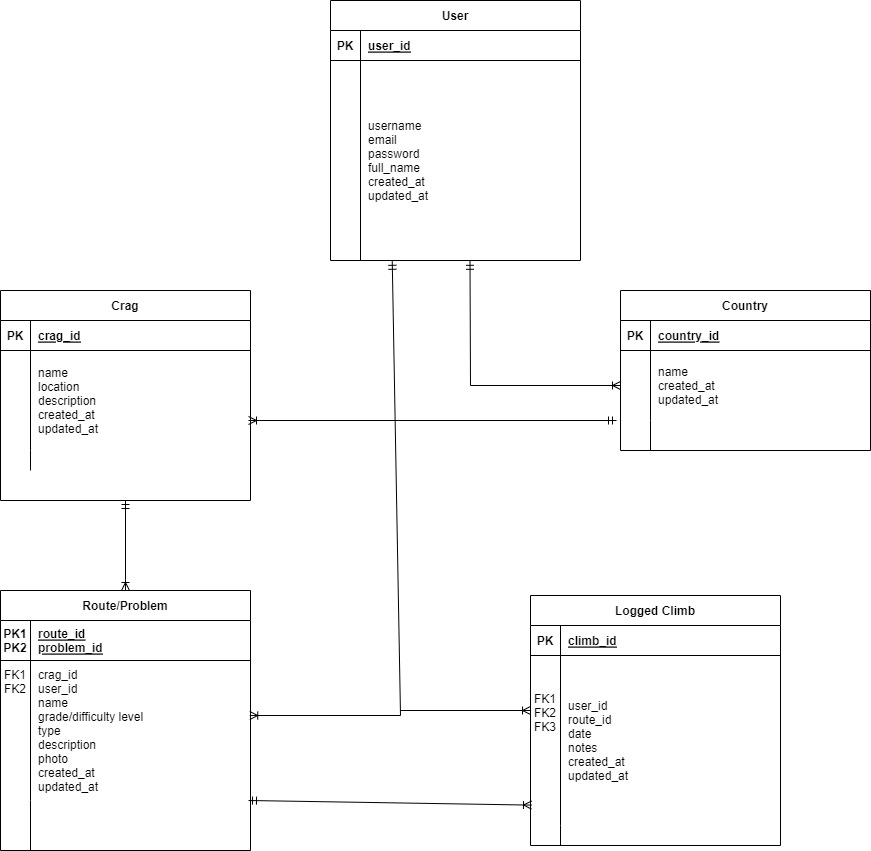 User
PK user_id
username
email
password
full_name
created_at
updated_at
Crag
PK crag_id
name
location
description
created_at
updated_at
Country
PK country_id
name
created_at
updated_at
Route/Problem
PK1 route_id
PK2 problem_id
FK1 crag_id
FK2 user_id
name
grade/difficulty level
type
description
photo
created_at
updated_at
Logged Climb
PK climb_id
FK1
FK2
FK3
user_id
route_id
date
notes
created_at
updated_at